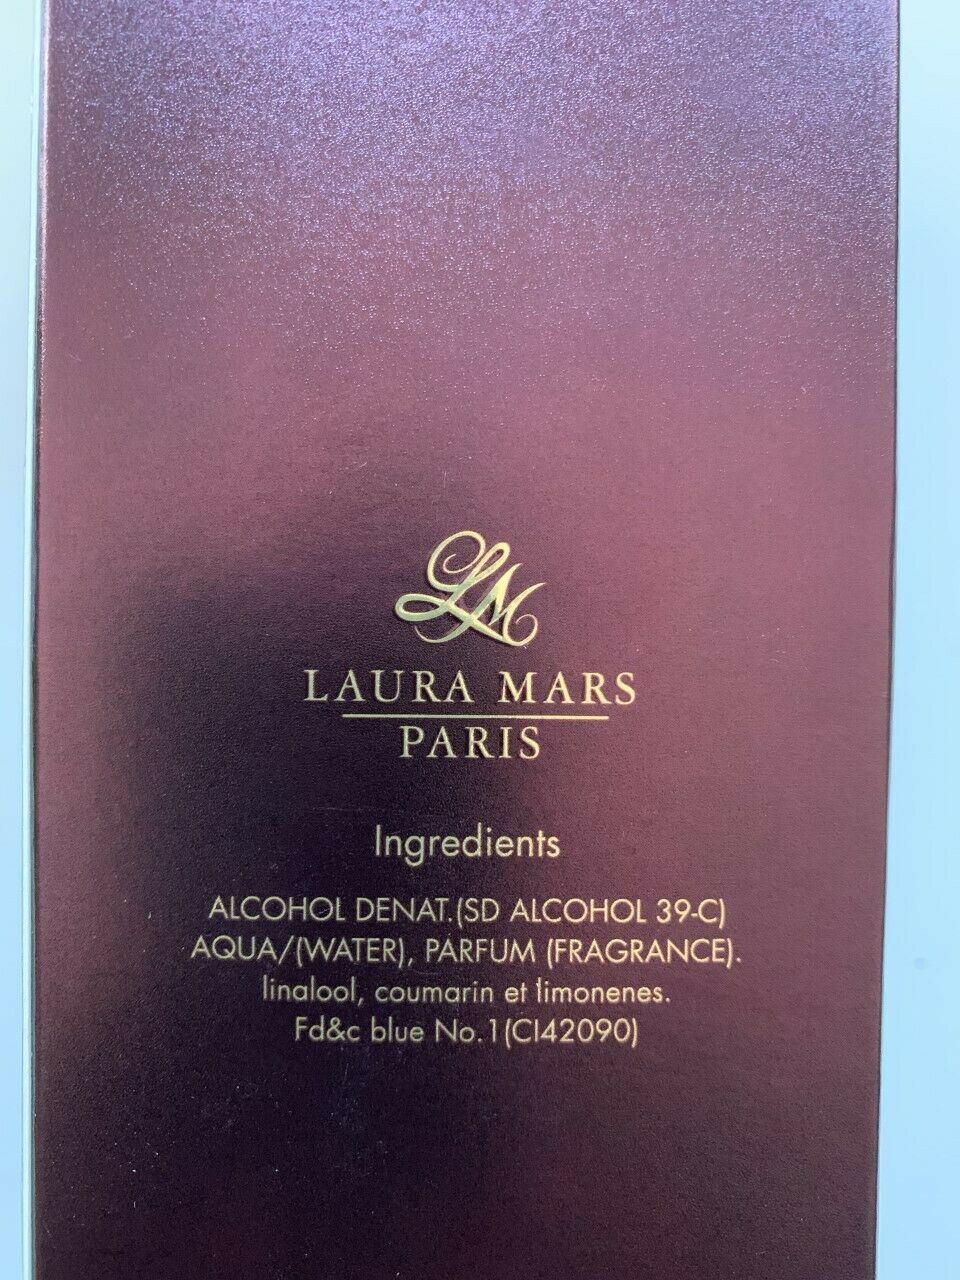 LM
LAURA MARS
PARIS
Ingredients
ALCOHOL DENAT.(SD ALCOHOL 39-C)
AQUA/(WATER), PARFUM (FRAGRANCE).
linalool, coumarin et limonenes.
Fd&c blue No.1(CI42090)